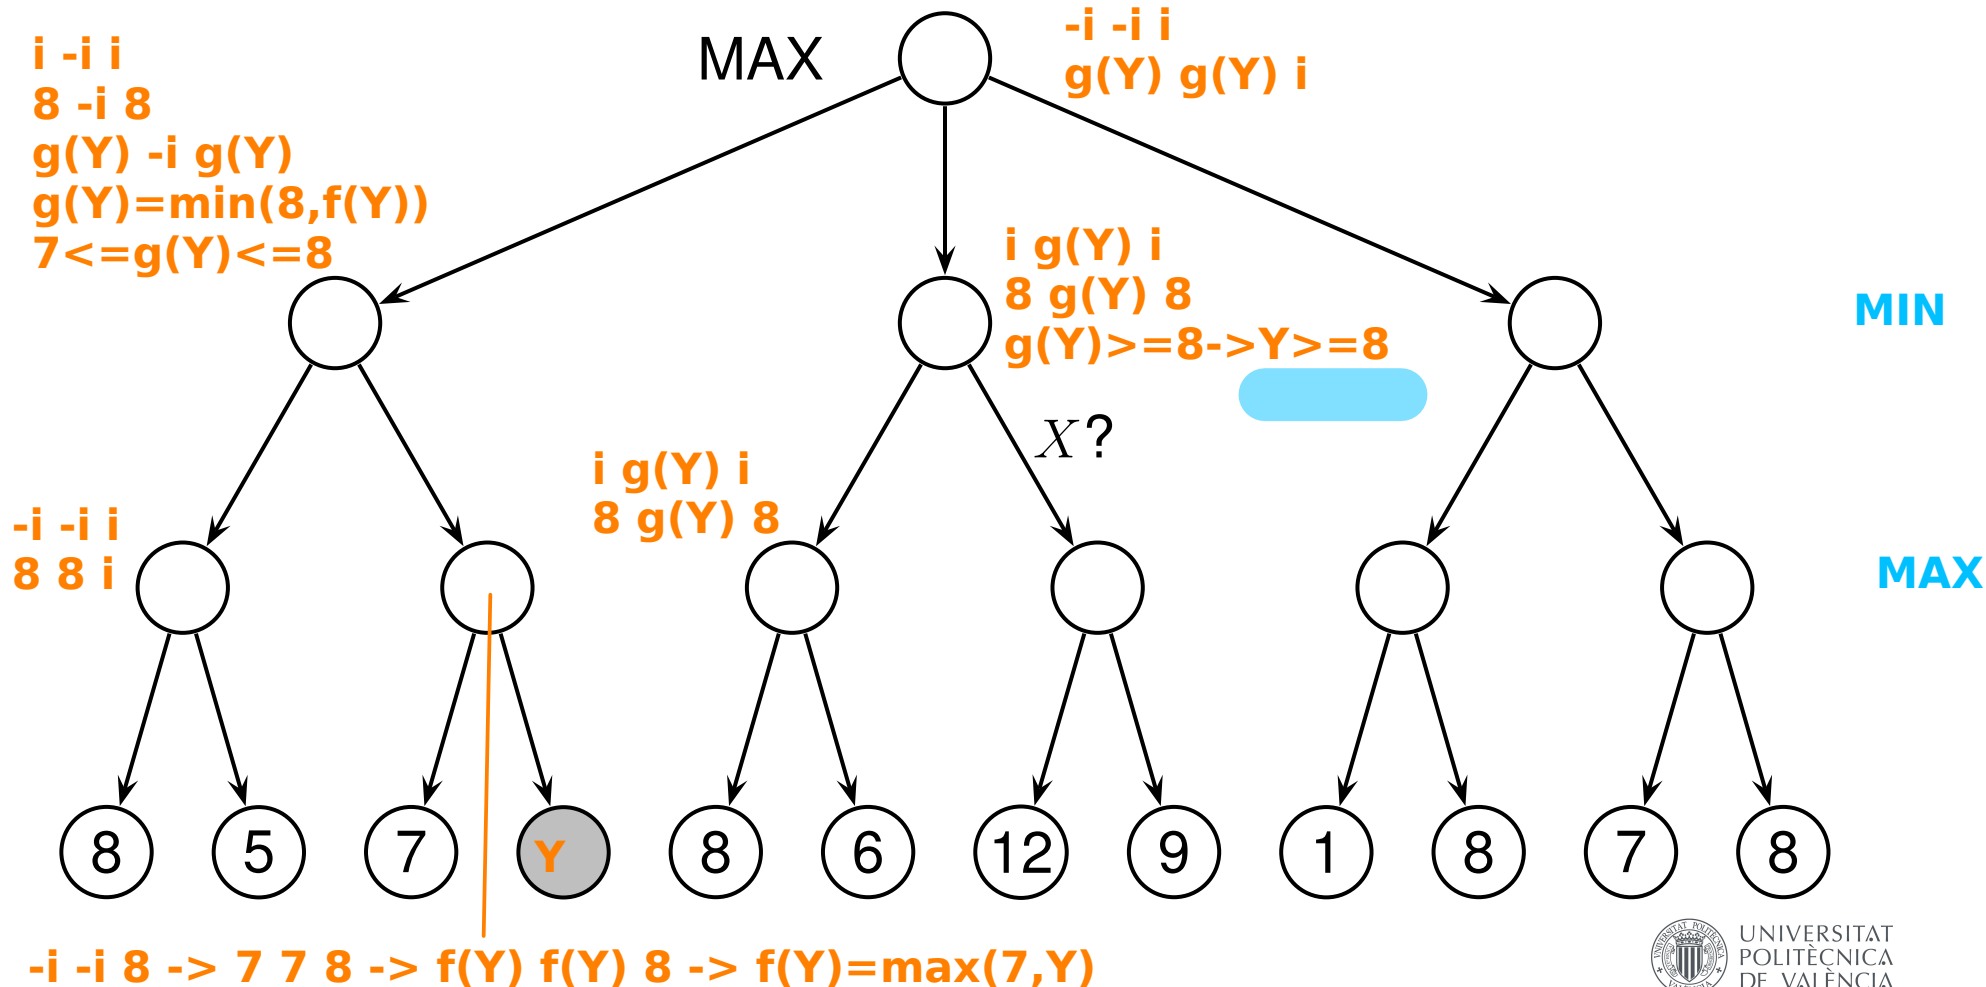 i -i i
8 -i 8
g(Y) -i g(Y)
g(Y)=min(8,f(Y))
7<=g(Y)<=8
MAX
-i -i i
g(Y) g(Y) i
i g(Y) i
8 g(Y) 8
g(Y)>=8->Y>=8
MIN
X?
i g(Y) i
8 g(Y) 8
-i -i i
8 8 i
MAX
8 5 7 Y 8 6 12 9 1 8 7 8
-i -i 8 -> 7 7 8 -> f(Y) f(Y) 8 -> f(Y)=max(7,Y)
UNIVERSITAT
POLITÈCNICA
DE VALÈNCIA